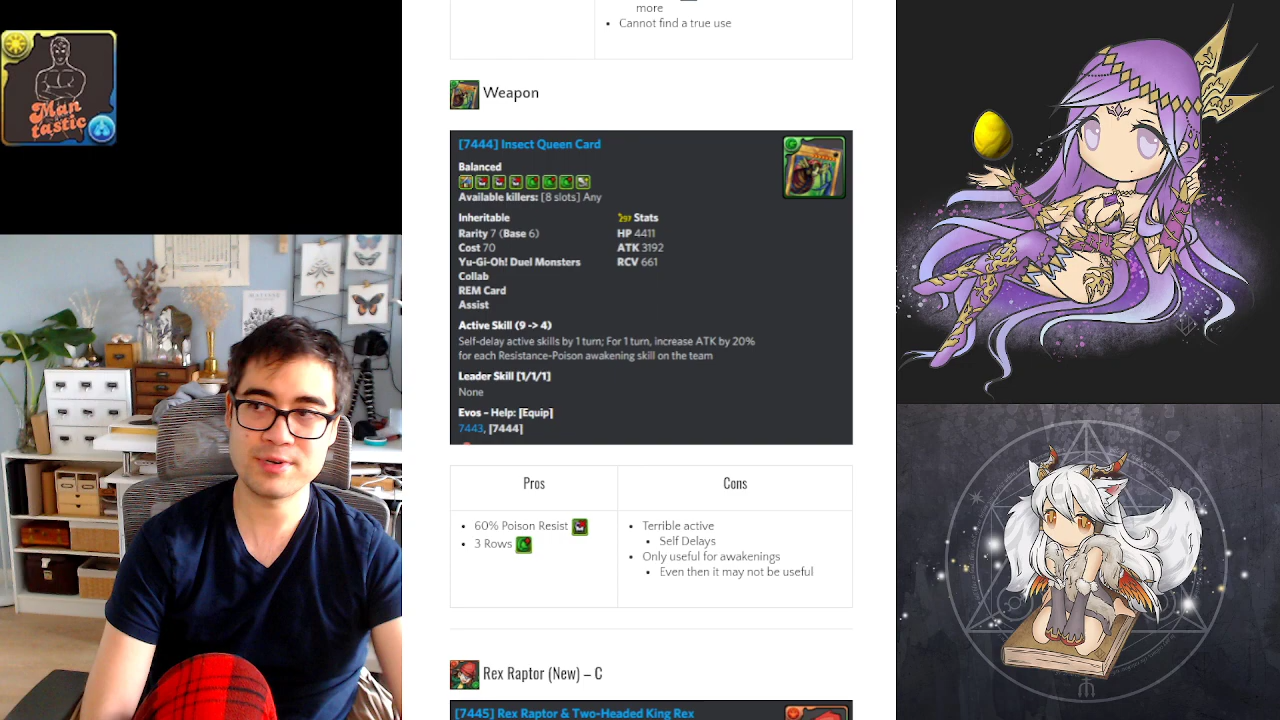 Man
tastic
more
Cannot find a true use
Weapon
[7444] Insect Queen Card
Balanced
Available killers: [8 slots] Any
Inheritable
Rarity 7 (Base 6)
Cost 70
Yu-Gi-Oh! Duel Monsters
Collab
REM Card
Assist
297 Stats
HP 4411
ATK 3192
RCV 661
Active Skill (9 -> 4)
Self-delay active skills by 1 turn; For 1 turn, increase ATK by 20%
for each Resistance-Poison awakening skill on the team
Leader Skill [1/1/1]
None
Evos – Help: [Equip]
7443, [7444]
Pros
Cons
60% Poison Resist
3 Rows
Terrible active
Self Delays
Only useful for awakenings
Even then it may not be useful
Rex Raptor (New) – C
[7445] Rex Raptor & Two-Headed King Rex